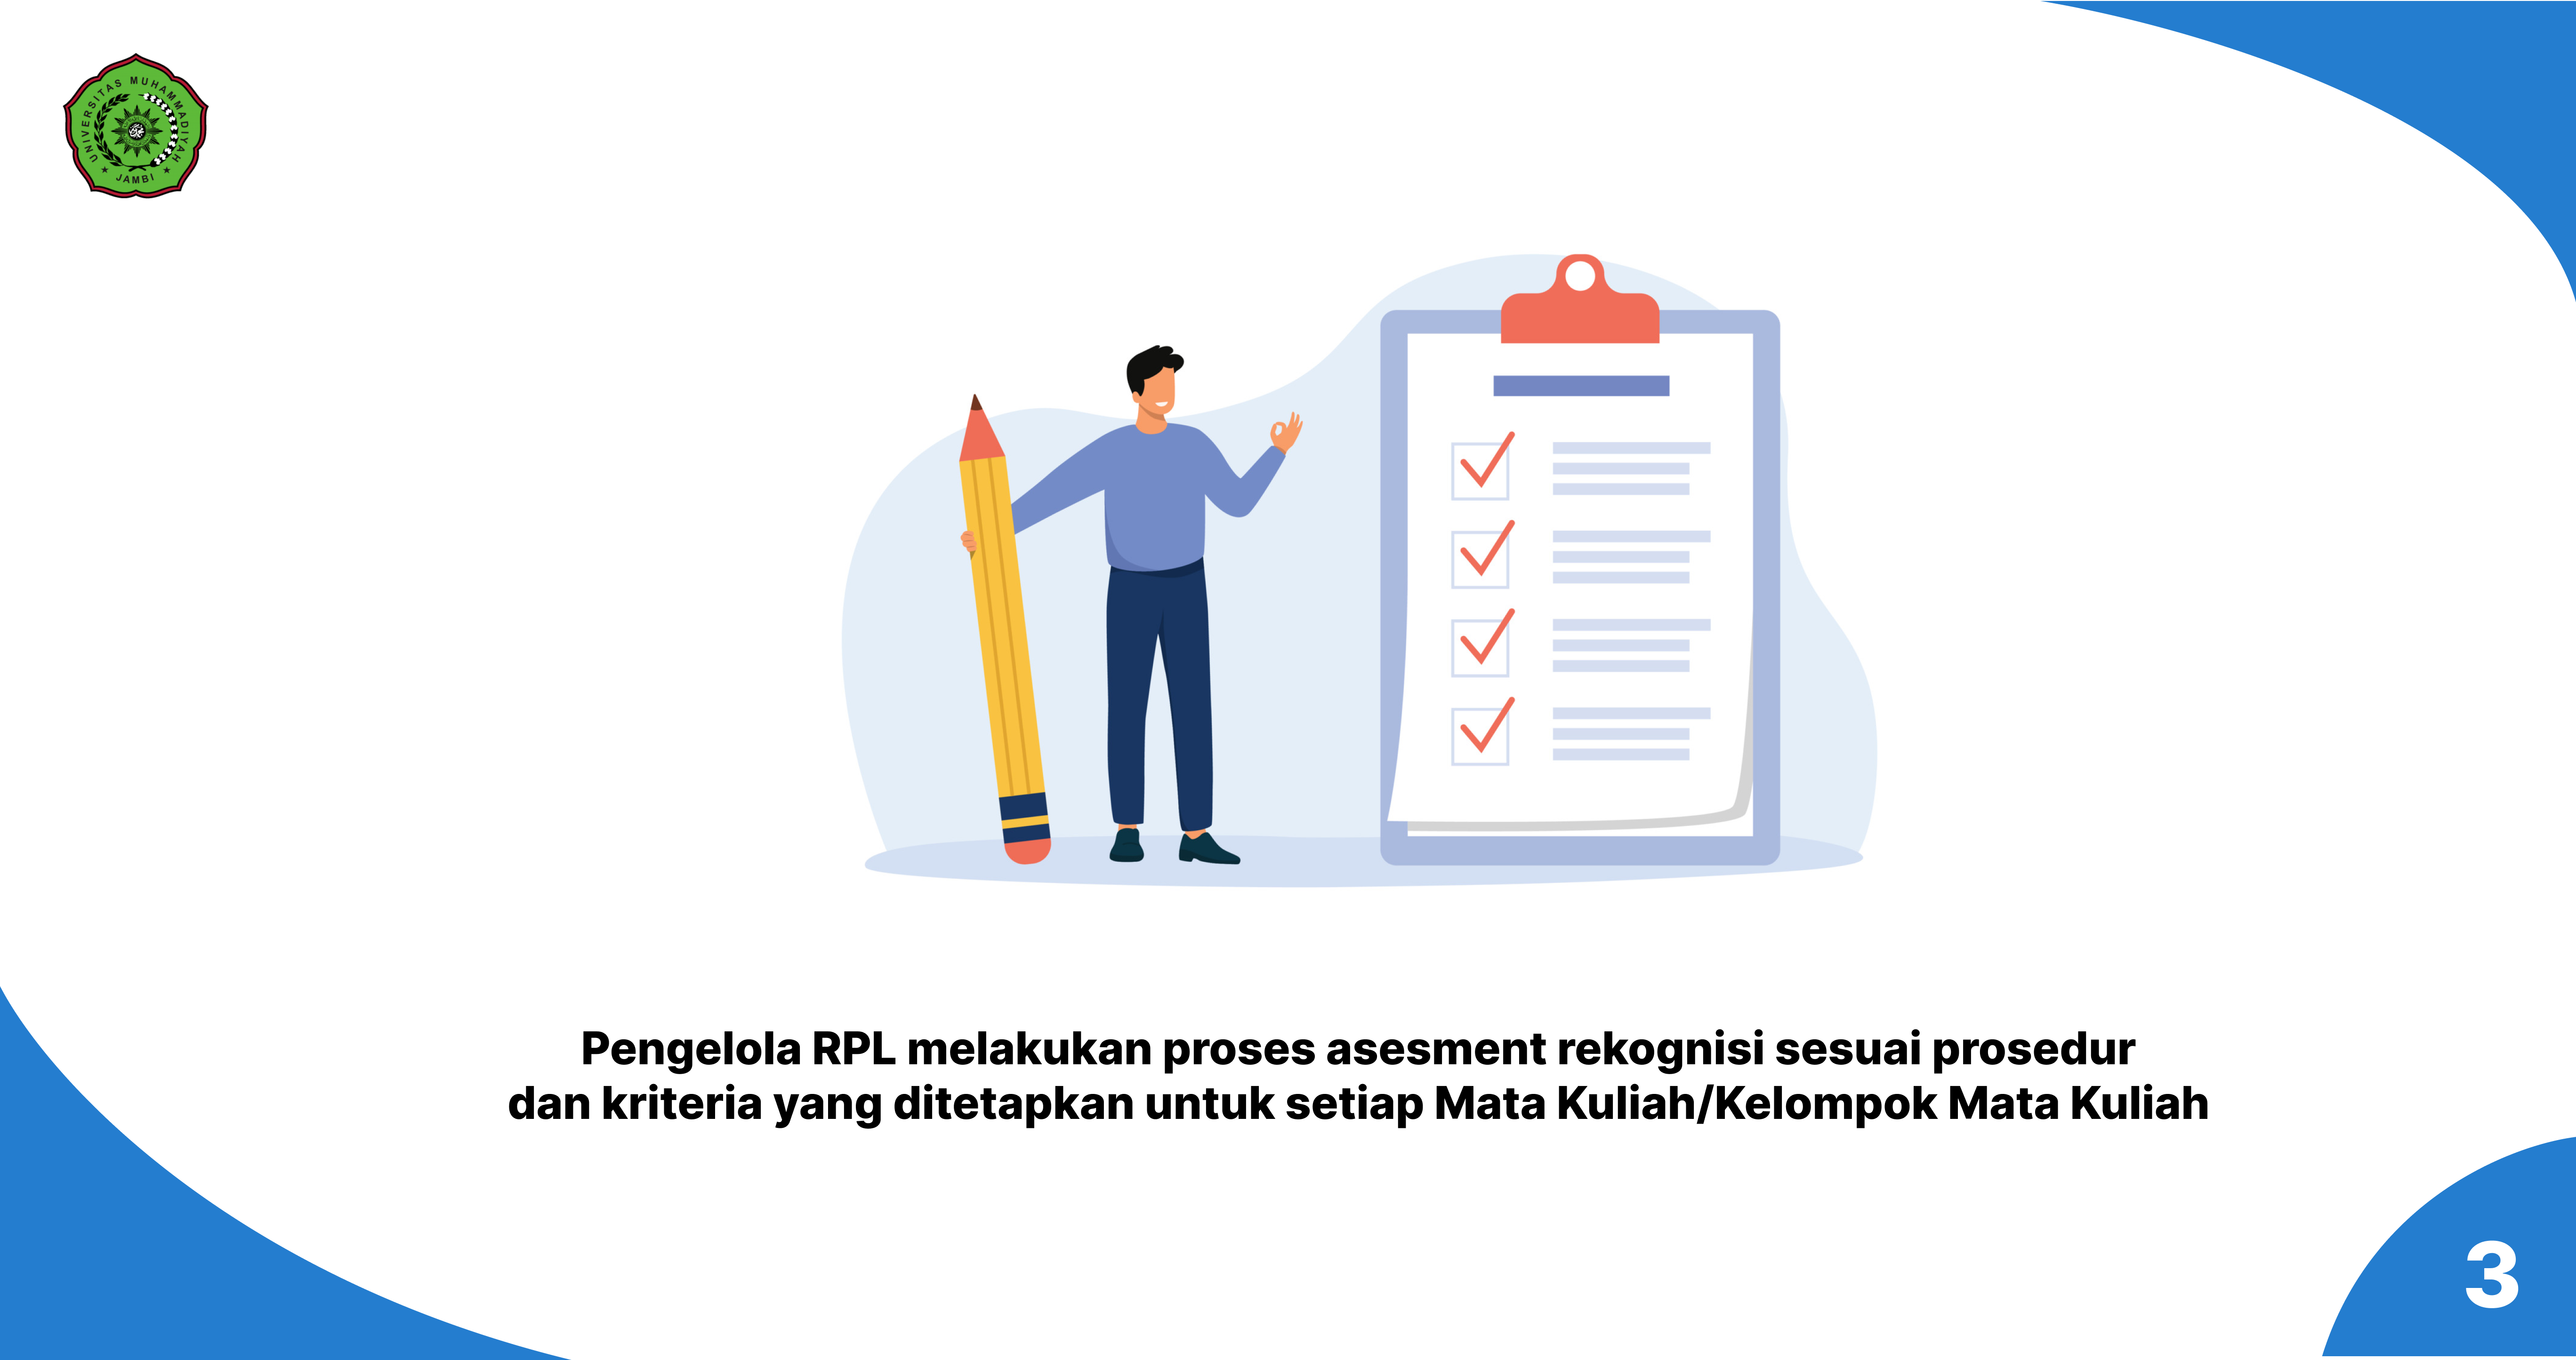 UNIVERSITAS MUHAMMADIYAH
JAMBI
Pengelola RPL melakukan proses asesment rekognisi sesuai prosedur
dan kriteria yang ditetapkan untuk setiap Mata Kuliah/Kelompok Mata Kuliah
3